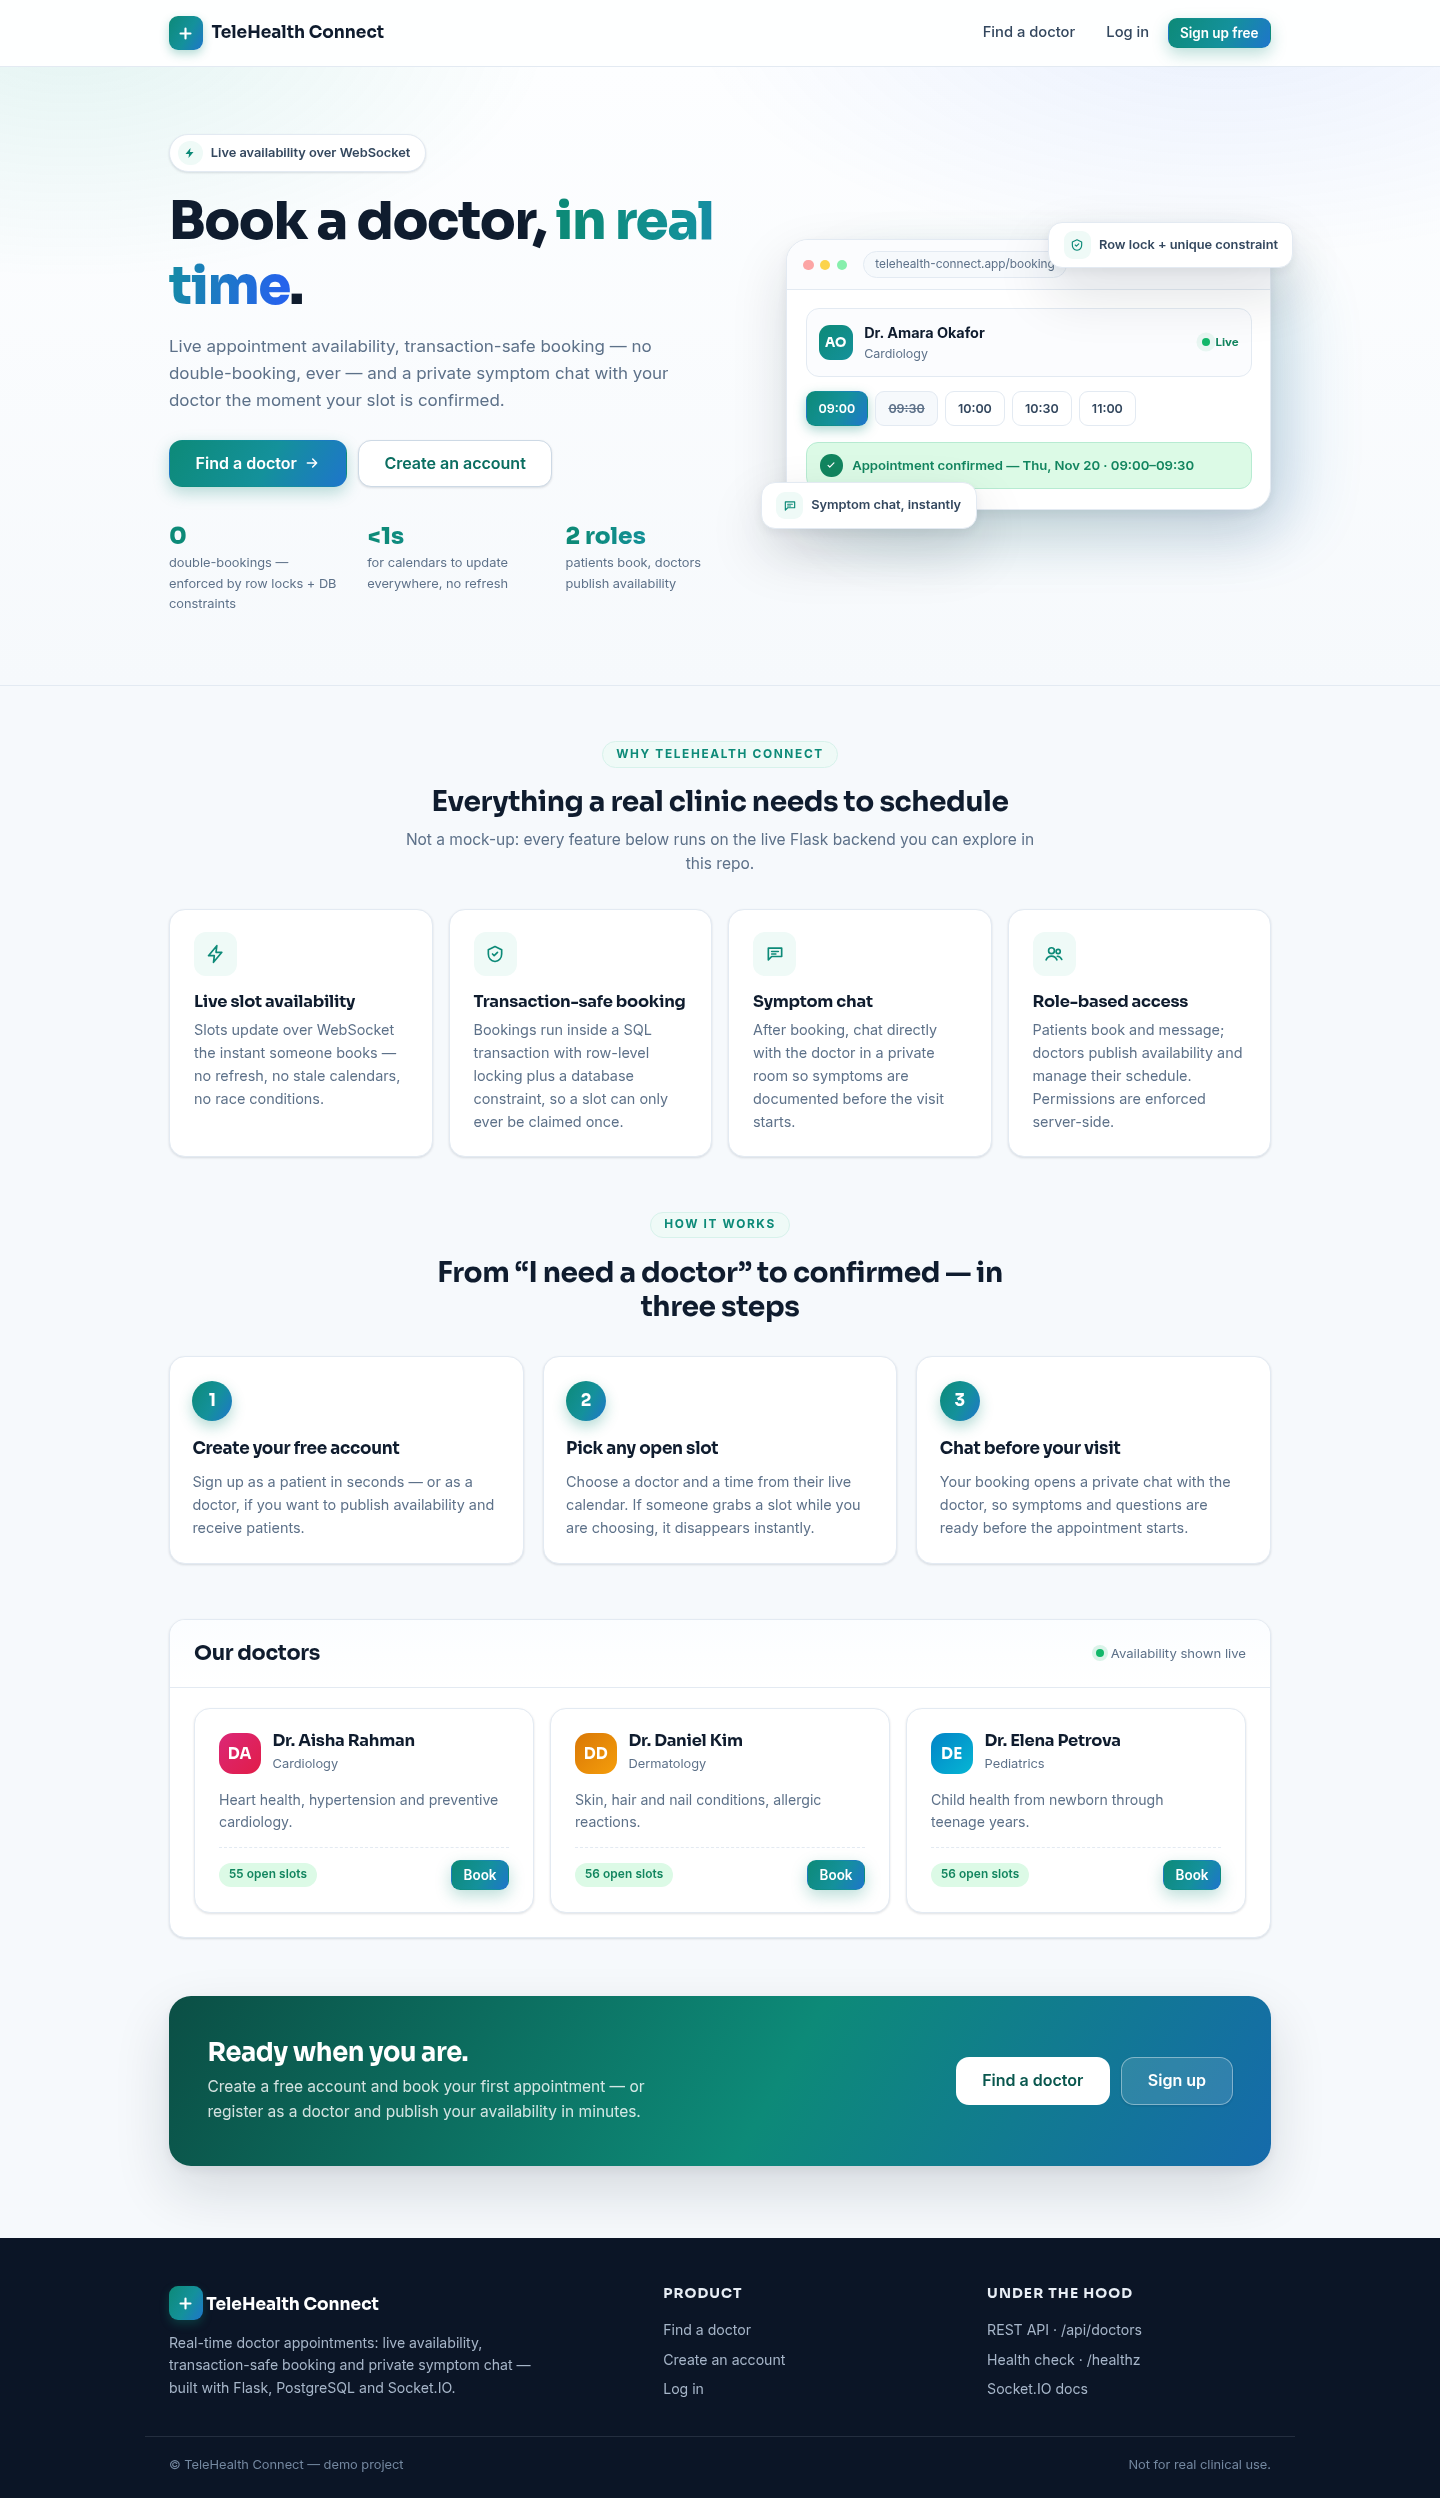 TeleHealth Connect
Find a doctor
Log in
Sign up free
Live availability over WebSocket
Book a doctor, in real
time.
Live appointment availability, transaction-safe booking — no
double-booking, ever — and a private symptom chat with your
doctor the moment your slot is confirmed.
Find a doctor →
Create an account
0
double-bookings —
enforced by row locks + DB
constraints
<1s
for calendars to update
everywhere, no refresh
2 roles
patients book, doctors
publish availability
Row lock + unique constraint
telehealth-connect.app/booking
AO
Dr. Amara Okafor
Cardiology
Live
09:00
09:30
10:00
10:30
11:00
Appointment confirmed — Thu, Nov 20 · 09:00–09:30
Symptom chat, instantly
WHY TELEHEALTH CONNECT
Everything a real clinic needs to schedule
Not a mock-up: every feature below runs on the live Flask backend you can explore in
this repo.
Live slot availability
Slots update over WebSocket
the instant someone books —
no refresh, no stale calendars,
no race conditions.
Transaction-safe booking
Bookings run inside a SQL
transaction with row-level
locking plus a database
constraint, so a slot can only
ever be claimed once.
Symptom chat
After booking, chat directly
with the doctor in a private
room so symptoms are
documented before the visit
starts.
Role-based access
Patients book and message;
doctors publish availability and
manage their schedule.
Permissions are enforced
server-side.
HOW IT WORKS
From “I need a doctor” to confirmed — in
three steps
1
Create your free account
Sign up as a patient in seconds — or as a
doctor, if you want to publish availability and
receive patients.
2
Pick any open slot
Choose a doctor and a time from their live
calendar. If someone grabs a slot while you
are choosing, it disappears instantly.
3
Chat before your visit
Your booking opens a private chat with the
doctor, so symptoms and questions are
ready before the appointment starts.
Our doctors
Availability shown live
DA
Dr. Aisha Rahman
Cardiology
Heart health, hypertension and preventive
cardiology.
55 open slots
Book
DD
Dr. Daniel Kim
Dermatology
Skin, hair and nail conditions, allergic
reactions.
56 open slots
Book
DE
Dr. Elena Petrova
Pediatrics
Child health from newborn through
teenage years.
56 open slots
Book
Ready when you are.
Create a free account and book your first appointment — or
register as a doctor and publish your availability in minutes.
Find a doctor
Sign up
TeleHealth Connect
Real-time doctor appointments: live availability,
transaction-safe booking and private symptom chat —
built with Flask, PostgreSQL and Socket.IO.
PRODUCT
Find a doctor
Create an account
Log in
UNDER THE HOOD
REST API · /api/doctors
Health check · /healthz
Socket.IO docs
© TeleHealth Connect — demo project
Not for real clinical use.